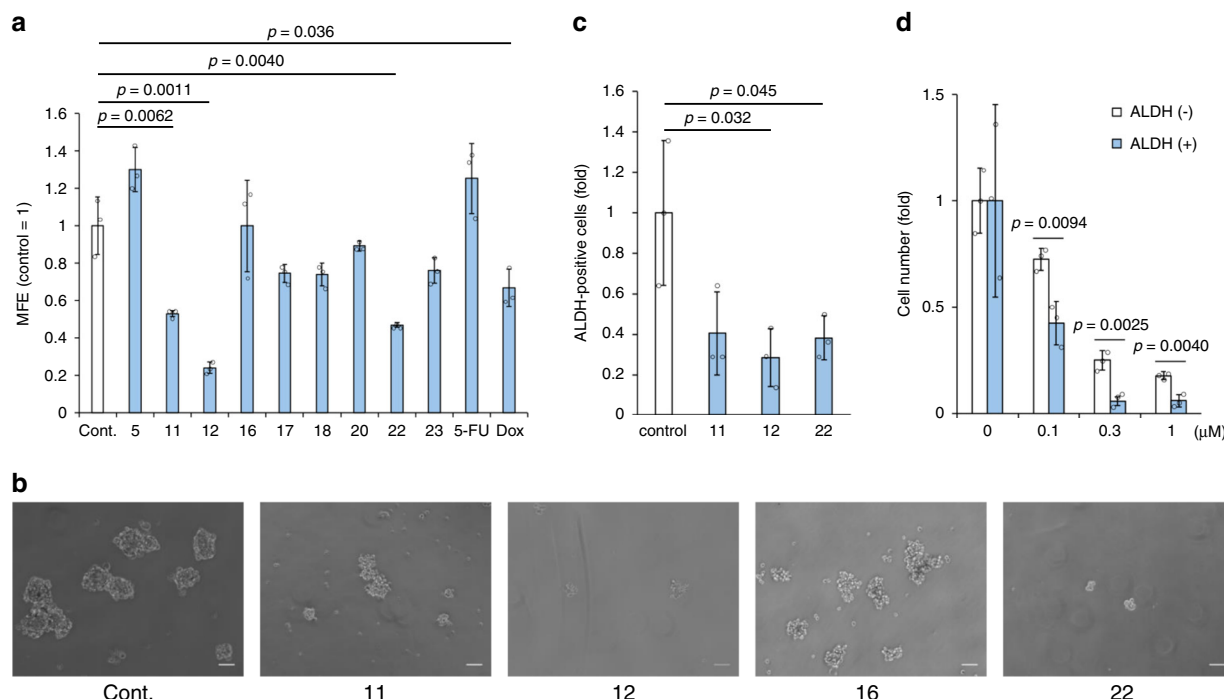 a
p = 0.036
p = 0.0040
p = 0.0011
p = 0.0062
MFE (control = 1)
1.6
1.4
1.2
1
0.8
0.6
0.4
0.2
0
Cont. 5 11 12 16 17 18 20 22 23 5-FU Dox
c
p = 0.045
p = 0.032
ALDH-positive cells (fold)
1.6
1.4
1.2
1
0.8
0.6
0.4
0.2
0
control 11 12 22
d
ALDH (-)
ALDH (+)
p = 0.0094
p = 0.0025
p = 0.0040
Cell number (fold)
1.5
1
0.5
0
0 0.1 0.3 1 (μM)
b
Cont. 11 12 16 22